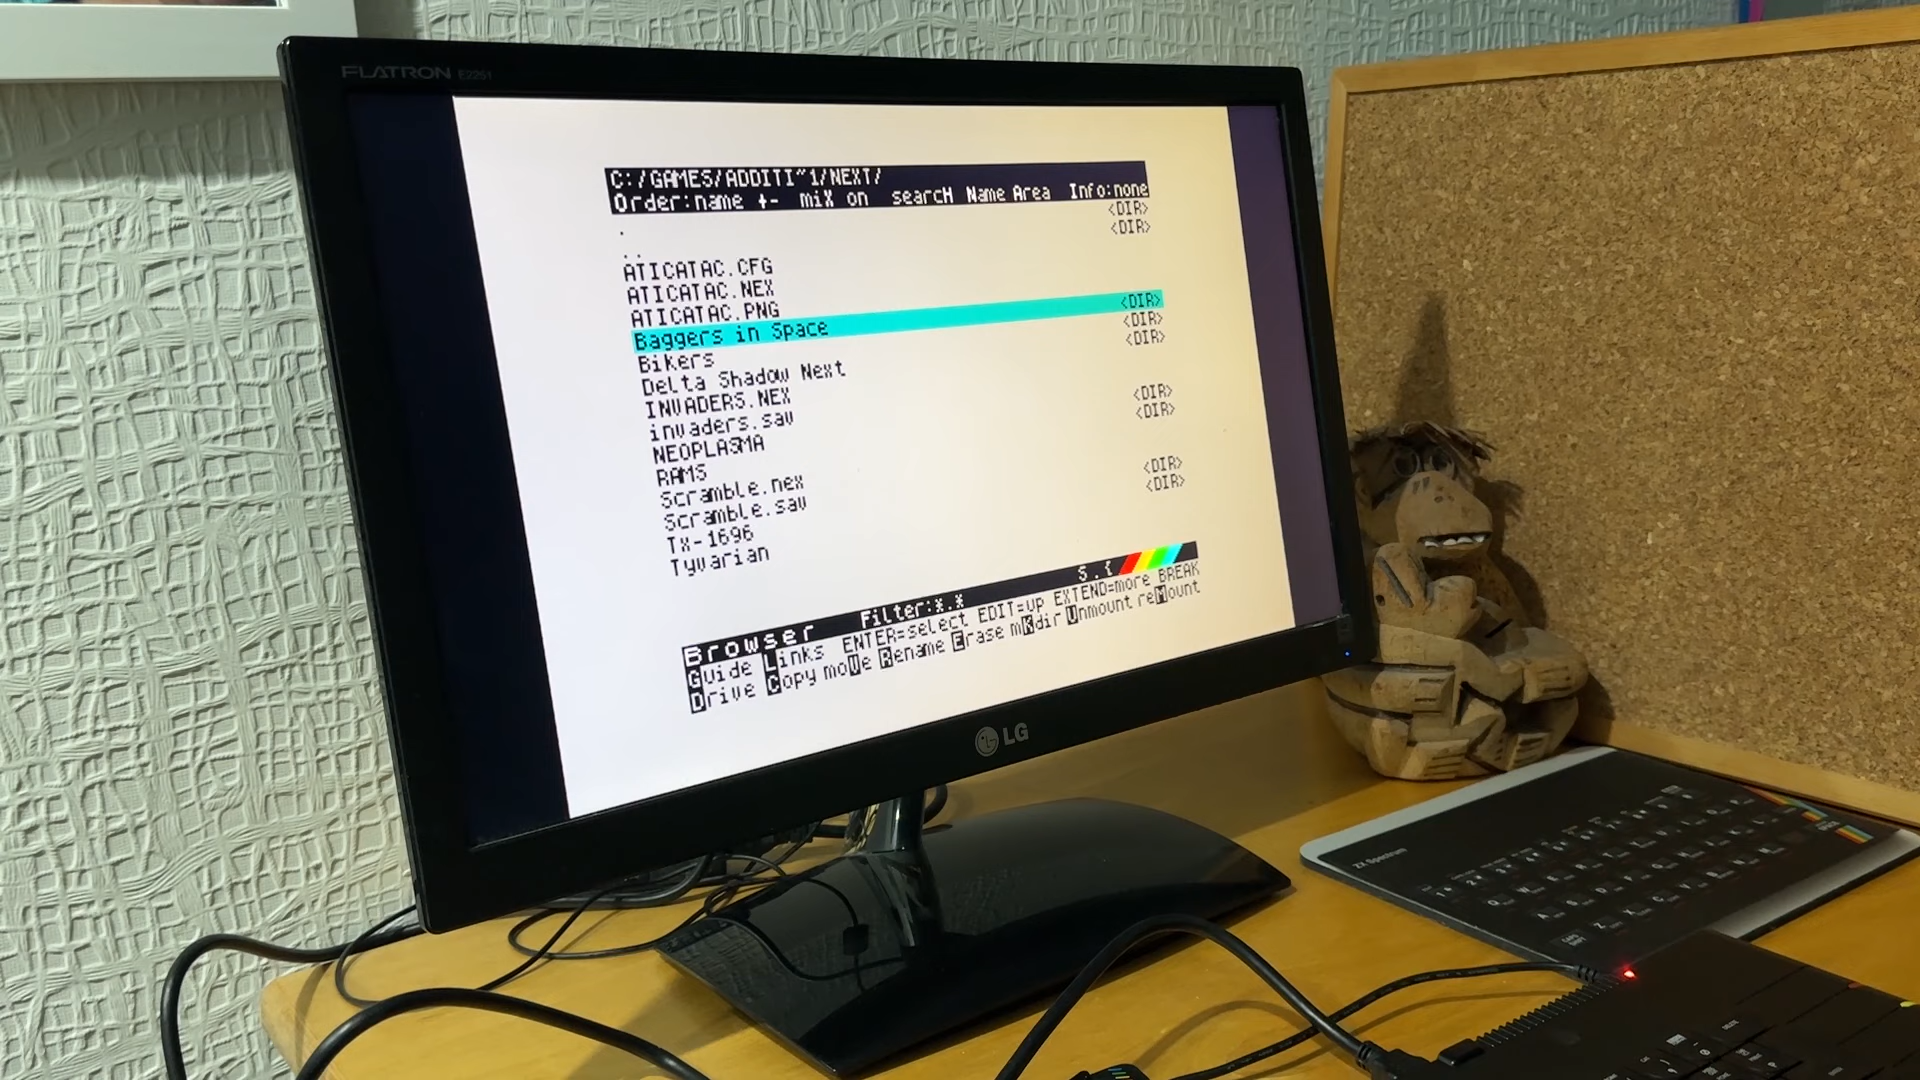 FLATRON E2251
C:/GAMES/ADDITI~1/NEXT/
Order:name +- miX on searcH Name Area Info:none
. <DIR>
.. <DIR>
ATICATAC.CFG
ATICATAC.NEX
ATICATAC.PNG
Baggers in Space <DIR>
Bikers <DIR>
Delta Shadow Next <DIR>
INVADERS.NEX
invaders.sav
NEOPLASMA <DIR>
RAMS <DIR>
Scramble.nex
Scramble.sav
Tx-1696 <DIR>
Tyvarian <DIR>
Browser Filter:*.*
Guide Links ENTER=select EDIT=up EXTEND=more BREAK
Drive Copy moVe Rename Erase mKdir Unmount reMount
LG
ZX Spectrum